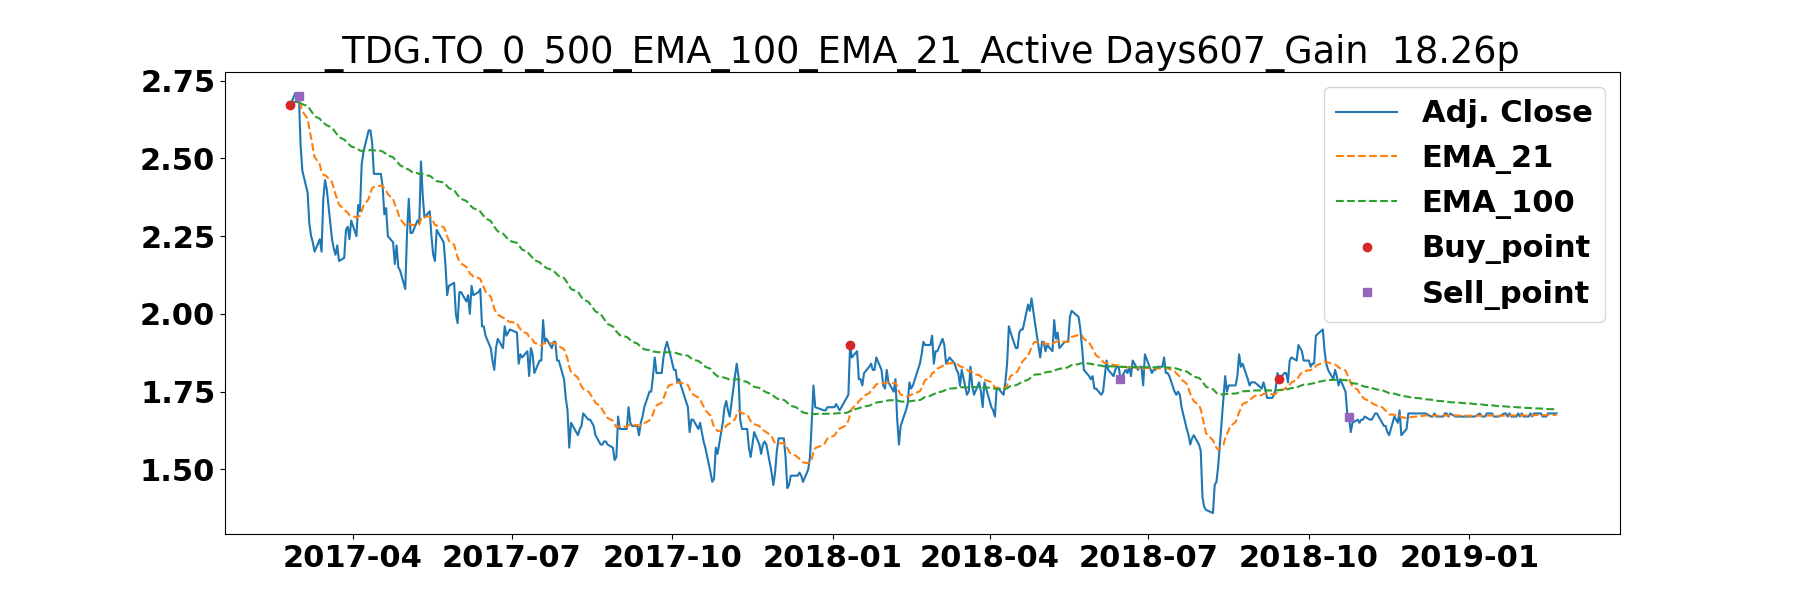 _TDG.TO_0_500_EMA_100_EMA_21_Active Days607_Gain  18.26p
2.75
2.50
2.25
2.00
1.75
1.50
Adj. Close
EMA_21
EMA_100
Buy_point
Sell_point
2017-04 2017-07 2017-10 2018-01 2018-04 2018-07 2018-10 2019-01